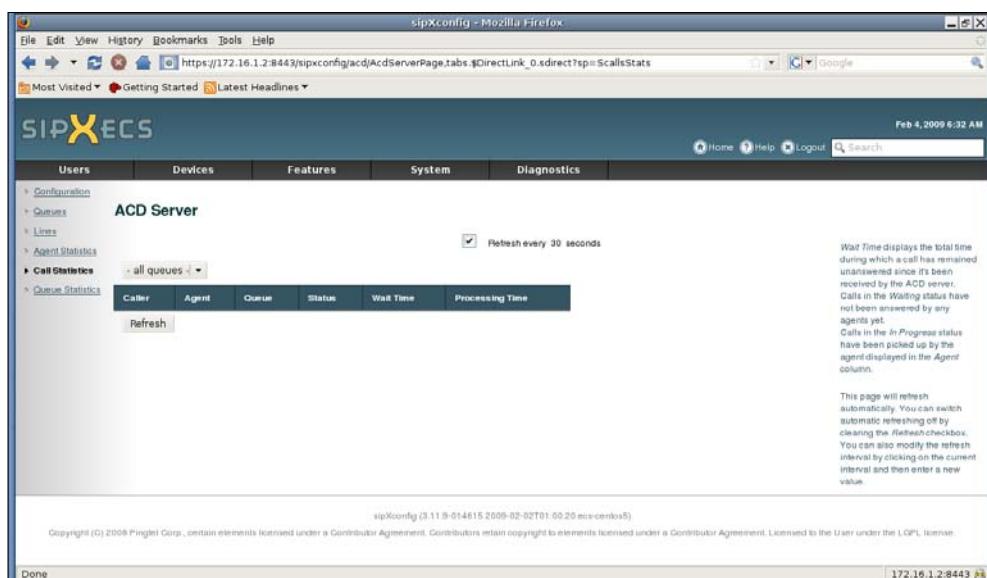 sipXconfig - Mozilla Firefox
File Edit View History Bookmarks Tools Help
https://172.16.1.2:8443/sipxconfig/acd/AcdServerPage,tabs.$DirectLink_0.sdirect?sp=ScallsStats
Google
Most Visited Getting Started Latest Headlines
SIPXECS
Feb 4, 2009 6:32 AM
Home Help Logout Search
Users Devices Features System Diagnostics
Configuration
Queues
Lines
Agent Statistics
Call Statistics
Queue Statistics
ACD Server
Refresh every 30 seconds
- all queues -
Caller Agent Queue Status Wait Time Processing Time
Refresh
Wait Time displays the total time
during which a call has remained
unanswered since it's been
received by the ACD server.
Calls in the Waiting status have
not been answered by any
agents yet.
Calls in the In Progress status
have been picked up by the
agent displayed in the Agent
column.
This page will refresh
automatically. You can switch
automatic refreshing off by
clearing the Refresh checkbox.
You can also modify the refresh
interval by clicking on the current
interval and then enter a new
value.
sipXconfig (3.11.9-014615 2009-02-02T01:00:20 ecs-centos5)
Copyright (C) 2008 Pingtel Corp., certain elements licensed under a Contributor Agreement. Contributors retain copyright to elements licensed under a Contributor Agreement. Licensed to the User under the LGPL license.
Done
172.16.1.2:8443